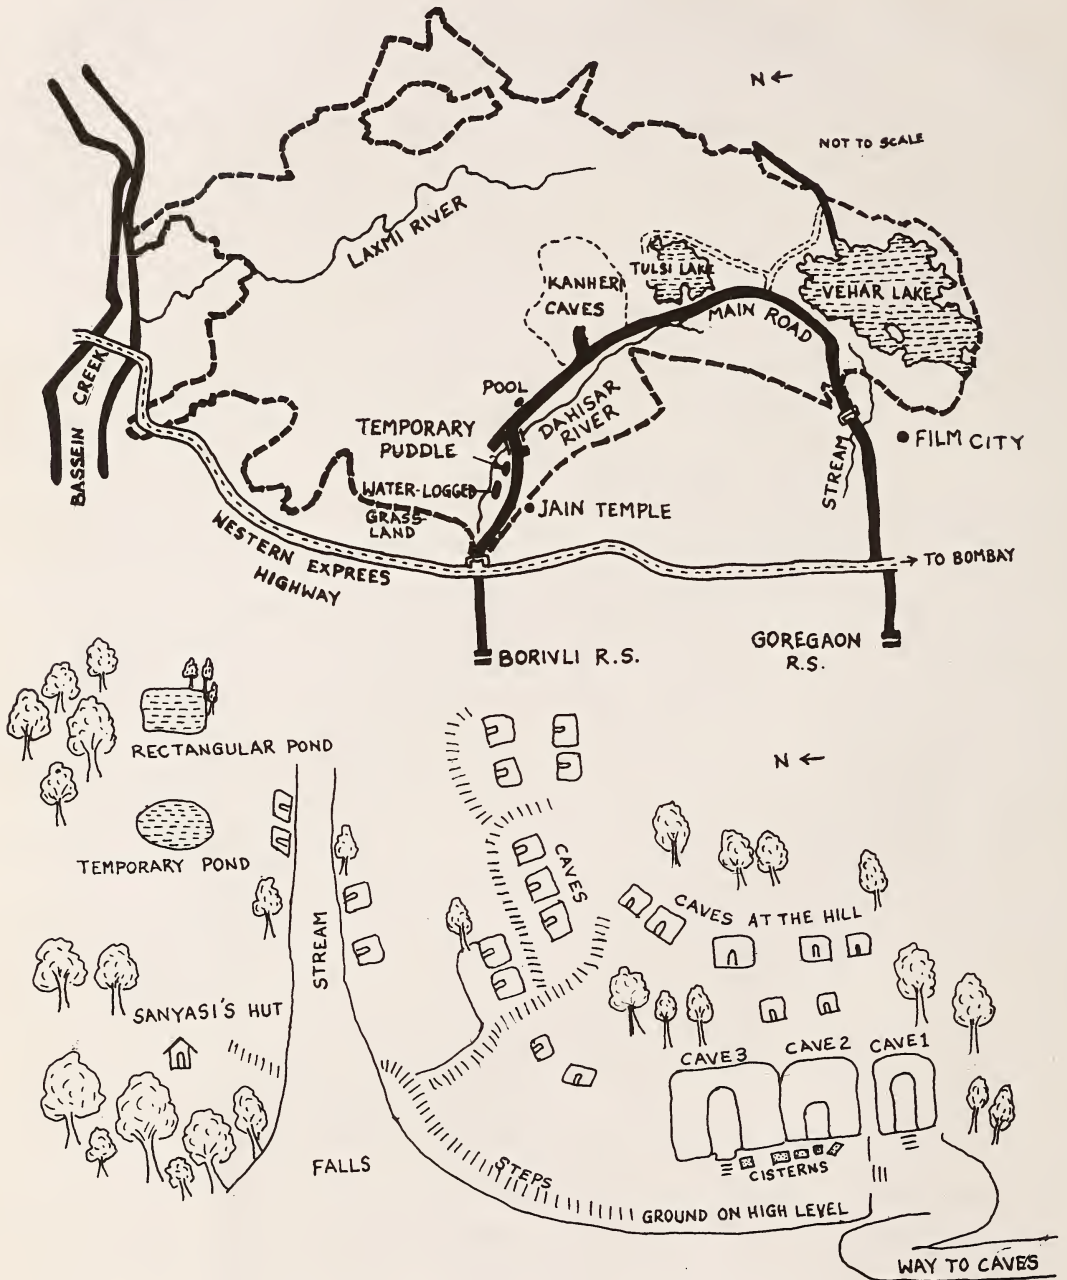 N ←
NOT TO SCALE
LAXMI RIVER
KANHERI
CAVES
TULSI LAKE
VEHAR LAKE
MAIN ROAD
BASSEIN CREEK
POOL
DAHISAR
RIVER
TEMPORARY
PUDDLE
WATER-LOGGED
GRASS-
LAND
JAIN TEMPLE
STREAM
FILM CITY
WESTERN EXPREES
HIGHWAY
→ TO BOMBAY
BORIVLI R.S.
GOREGAON
R.S.
RECTANGULAR POND
N ←
TEMPORARY POND
CAVES
CAVES AT THE HILL
STREAM
SANYASI'S HUT
CAVE 3
CAVE 2
CAVE 1
FALLS
STEPS
CISTERNS
GROUND ON HIGH LEVEL
WAY TO CAVES